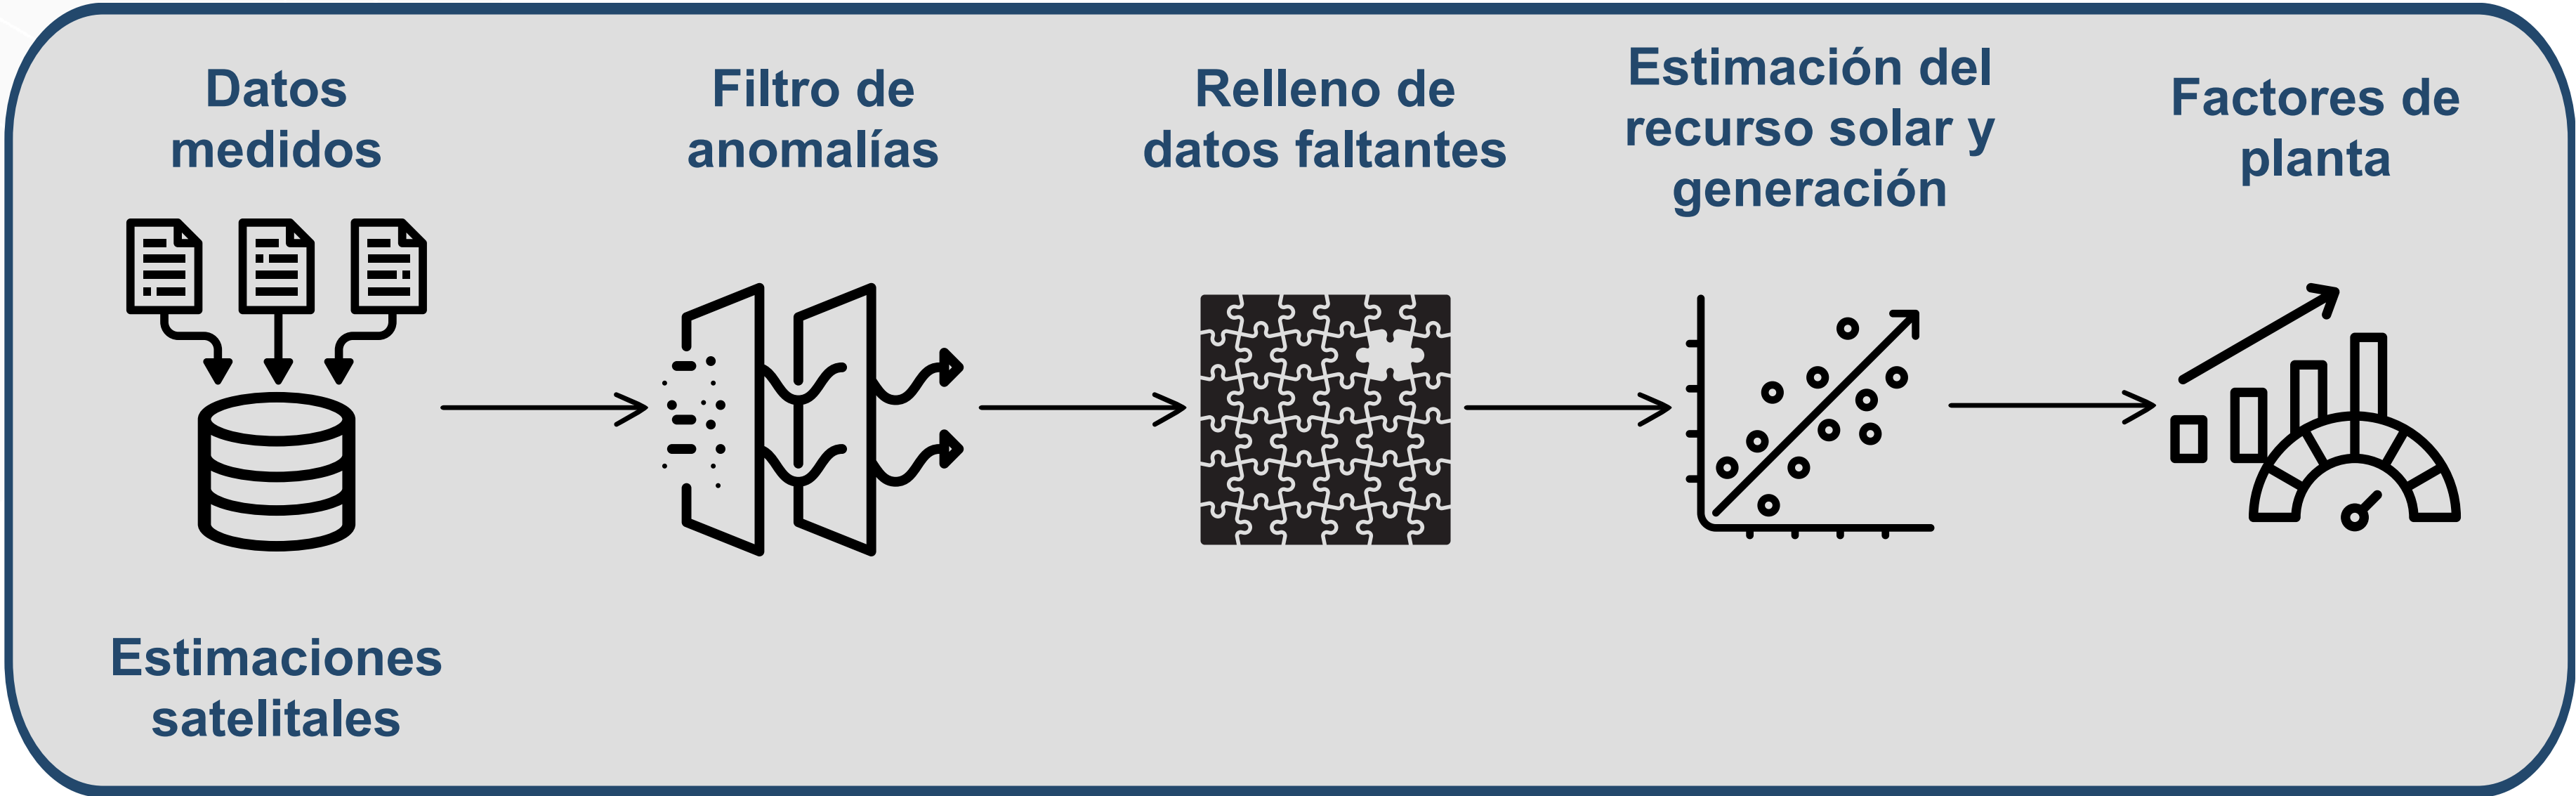 Datos
medidos
Filtro de
anomalías
Relleno de
datos faltantes
Estimación del
recurso solar y
generación
Factores de
planta
Estimaciones
satelitales